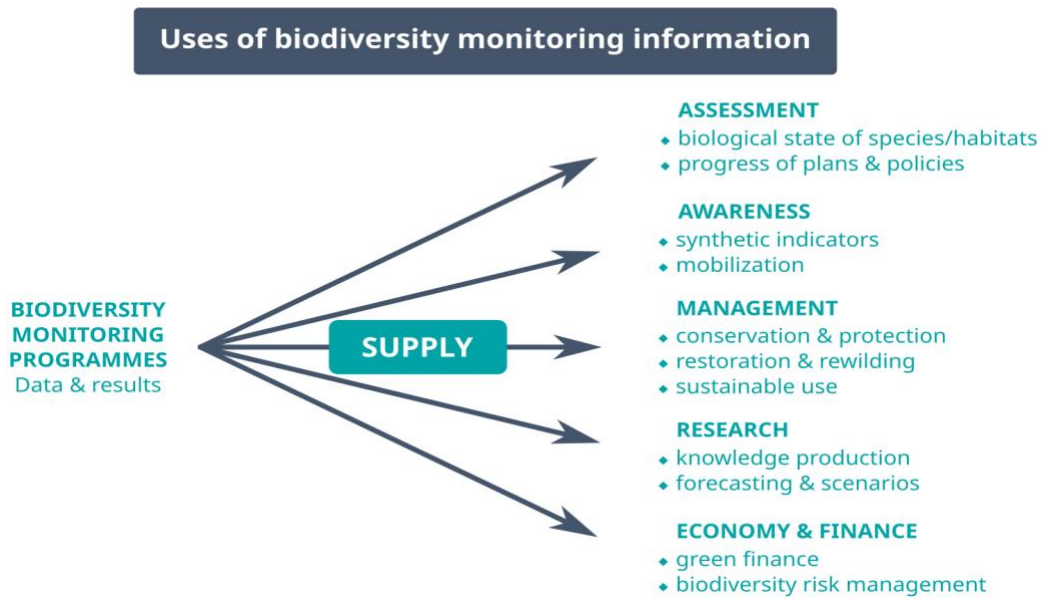 Uses of biodiversity monitoring information
BIODIVERSITY
MONITORING
PROGRAMMES
Data & results
SUPPLY
ASSESSMENT
◆ biological state of species/habitats
◆ progress of plans & policies
AWARENESS
◆ synthetic indicators
◆ mobilization
MANAGEMENT
◆ conservation & protection
◆ restoration & rewilding
◆ sustainable use
RESEARCH
◆ knowledge production
◆ forecasting & scenarios
ECONOMY & FINANCE
◆ green finance
◆ biodiversity risk management